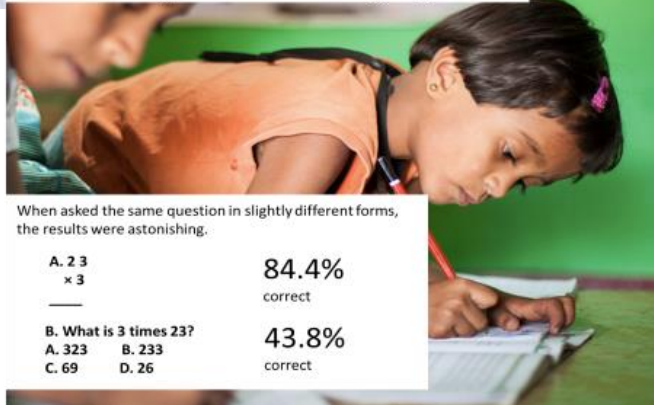 When asked the same question in slightly different forms,
the results were astonishing.
A. 2 3
× 3
84.4%
correct
B. What is 3 times 23?
A. 323 B. 233
C. 69 D. 26
43.8%
correct